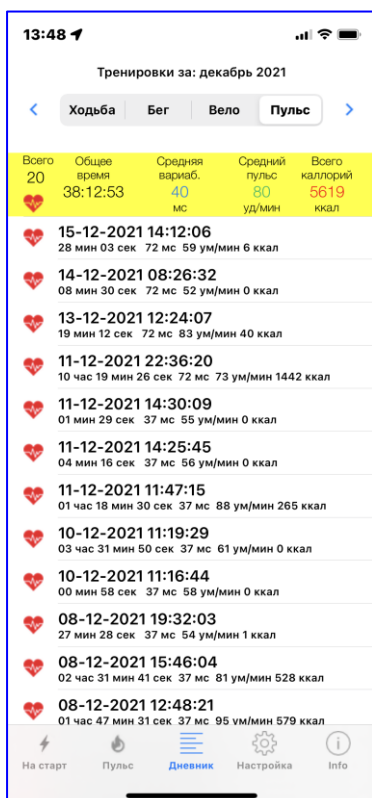 13:48
Тренировки за: декабрь 2021
Ходьба Бег Вело Пульс
Всего Общее Средняя Средний Всего
20 время вариаб. пульс каллорий
38:12:53 40 80 5619
мс уд/мин ккал
15-12-2021 14:12:06
28 мин 03 сек 72 мс 59 ум/мин 6 ккал
14-12-2021 08:26:32
08 мин 30 сек 72 мс 52 ум/мин 0 ккал
13-12-2021 12:24:07
19 мин 12 сек 72 мс 83 ум/мин 40 ккал
11-12-2021 22:36:20
10 час 19 мин 26 сек 72 мс 73 ум/мин 1442 ккал
11-12-2021 14:30:09
01 мин 29 сек 37 мс 55 ум/мин 0 ккал
11-12-2021 14:25:45
04 мин 16 сек 37 мс 56 ум/мин 0 ккал
11-12-2021 11:47:15
01 час 18 мин 30 сек 37 мс 88 ум/мин 265 ккал
10-12-2021 11:19:29
03 час 31 мин 50 сек 37 мс 61 ум/мин 0 ккал
10-12-2021 11:16:44
00 мин 58 сек 37 мс 58 ум/мин 0 ккал
08-12-2021 19:32:03
27 мин 28 сек 37 мс 54 ум/мин 1 ккал
08-12-2021 15:46:04
02 час 31 мин 41 сек 37 мс 81 ум/мин 528 ккал
08-12-2021 12:48:21
01 час 47 мин 31 сек 37 мс 95 ум/мин 579 ккал
На старт Пульс Дневник Настройка Info